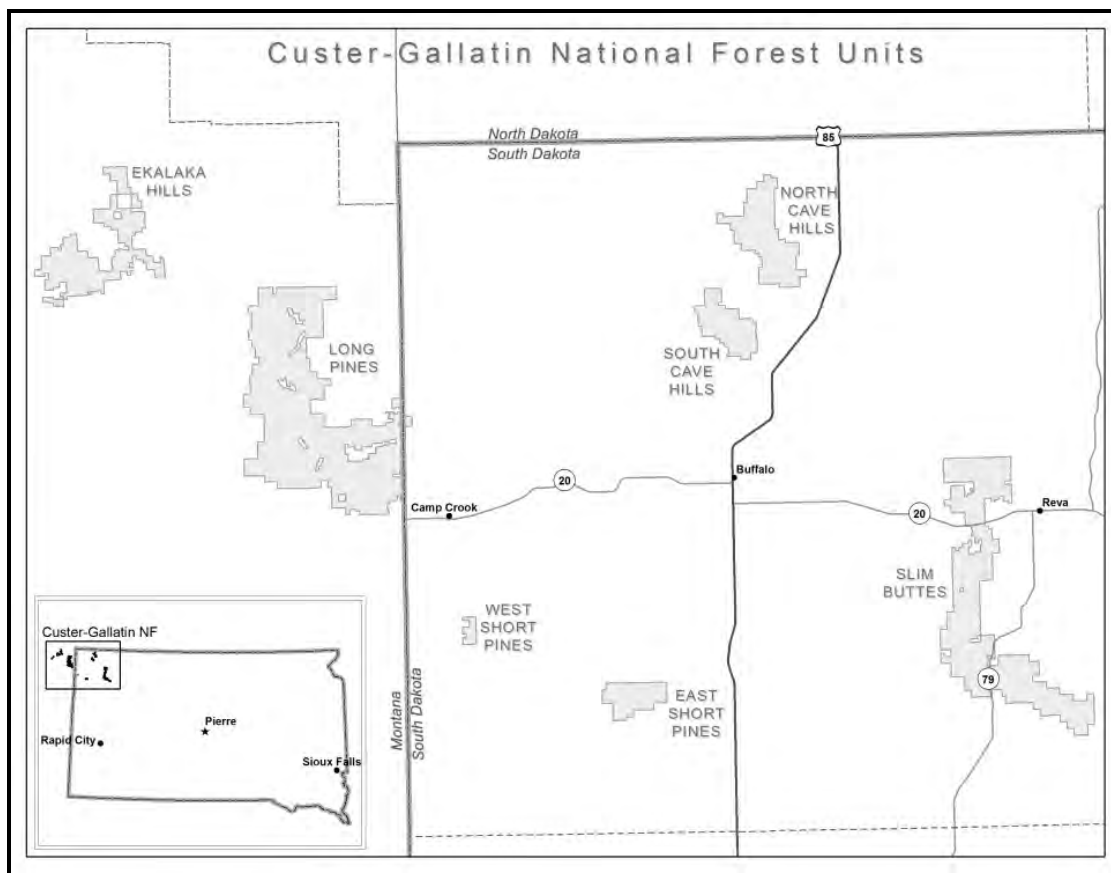 Custer-Gallatin National Forest Units
North Dakota
South Dakota
85
EKALAKA
HILLS
NORTH
CAVE
HILLS
LONG
PINES
SOUTH
CAVE
HILLS
Buffalo
20
Camp Crook
Reva
20
SLIM
BUTTES
WEST
SHORT
PINES
EAST
SHORT
PINES
79
Montana
South Dakota
Custer-Gallatin NF
Pierre
Rapid City
Sioux Falls